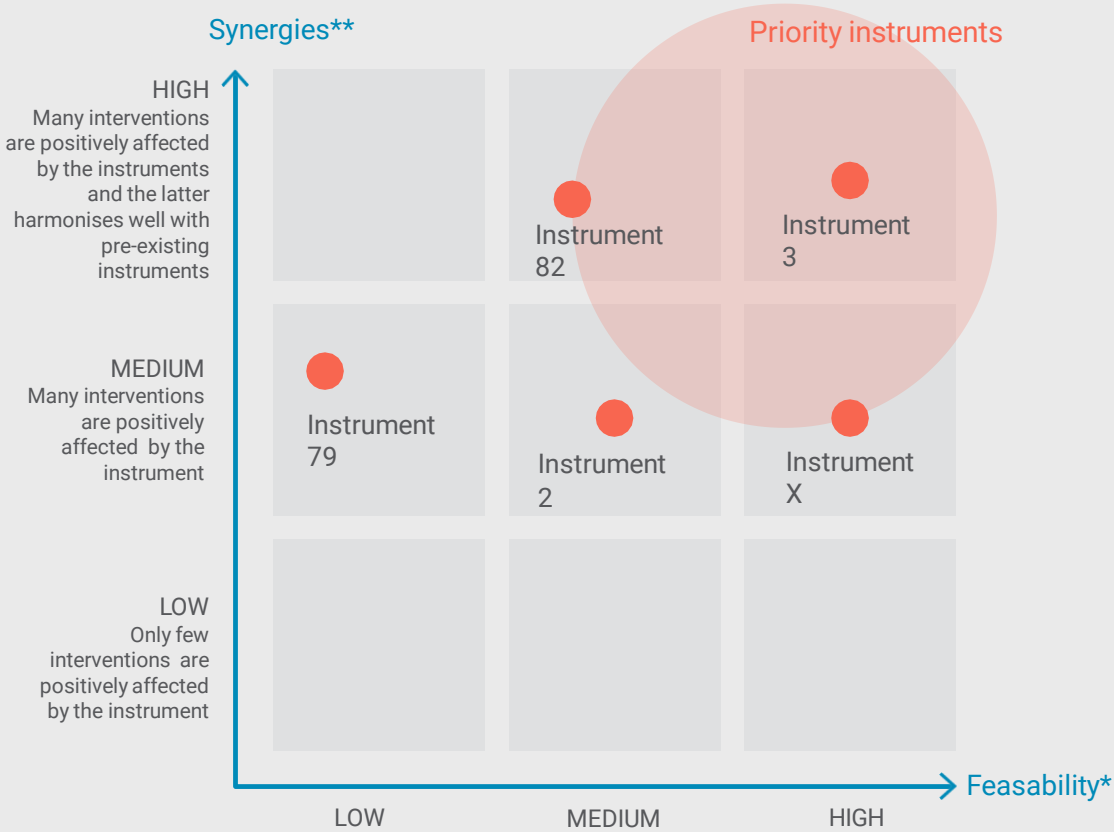 Synergies**
Priority instruments
HIGH
Many interventions
are positively affected
by the instruments
and the latter
harmonises well with
pre-existing
instruments
Instrument
82
Instrument
3
MEDIUM
Many interventions
are positively
affected by the
instrument
Instrument
79
Instrument
2
Instrument
X
LOW
Only few
interventions are
positively affected
by the instrument
Feasability*
LOW
MEDIUM
HIGH